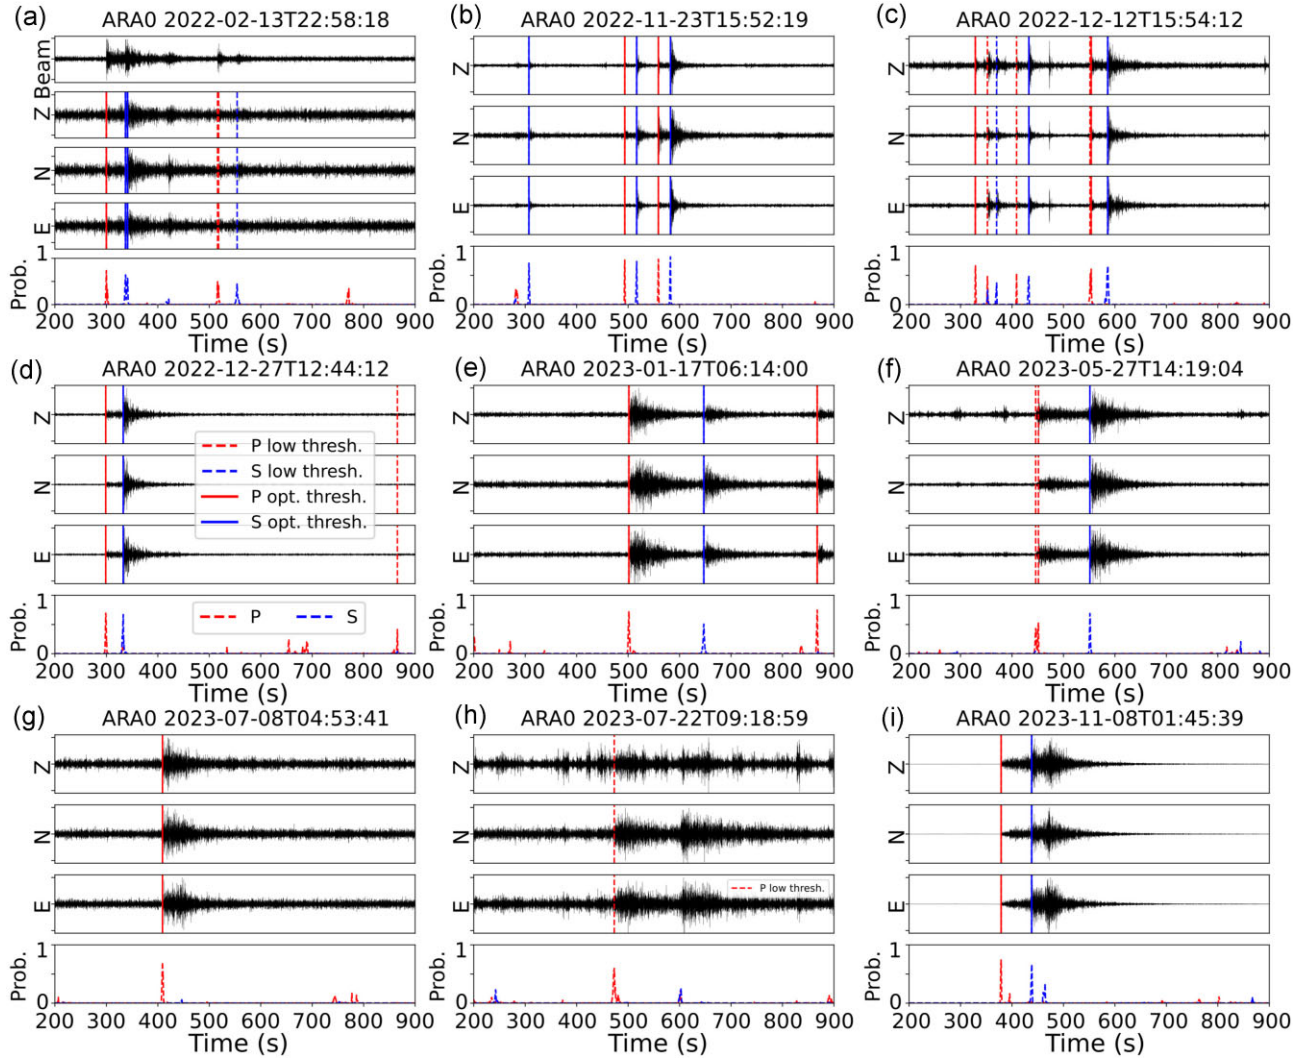 (a) ARA0 2022-02-13T22:58:18
Beam
Z
N
E
Prob.
1
0
200 300 400 500 600 700 800 900
Time (s)
(b) ARA0 2022-11-23T15:52:19
Z
N
E
Prob.
1
0
200 300 400 500 600 700 800 900
Time (s)
(c) ARA0 2022-12-12T15:54:12
Z
N
E
Prob.
1
0
200 300 400 500 600 700 800 900
Time (s)
(d) ARA0 2022-12-27T12:44:12
Z
N
E
P low thresh.
S low thresh.
P opt. thresh.
S opt. thresh.
Prob.
1
0
P S
200 300 400 500 600 700 800 900
Time (s)
(e) ARA0 2023-01-17T06:14:00
Z
N
E
Prob.
1
0
200 300 400 500 600 700 800 900
Time (s)
(f) ARA0 2023-05-27T14:19:04
Z
N
E
Prob.
1
0
200 300 400 500 600 700 800 900
Time (s)
(g) ARA0 2023-07-08T04:53:41
Z
N
E
Prob.
1
0
200 300 400 500 600 700 800 900
Time (s)
(h) ARA0 2023-07-22T09:18:59
Z
N
E
P low thresh.
Prob.
1
0
200 300 400 500 600 700 800 900
Time (s)
(i) ARA0 2023-11-08T01:45:39
Z
N
E
Prob.
1
0
200 300 400 500 600 700 800 900
Time (s)